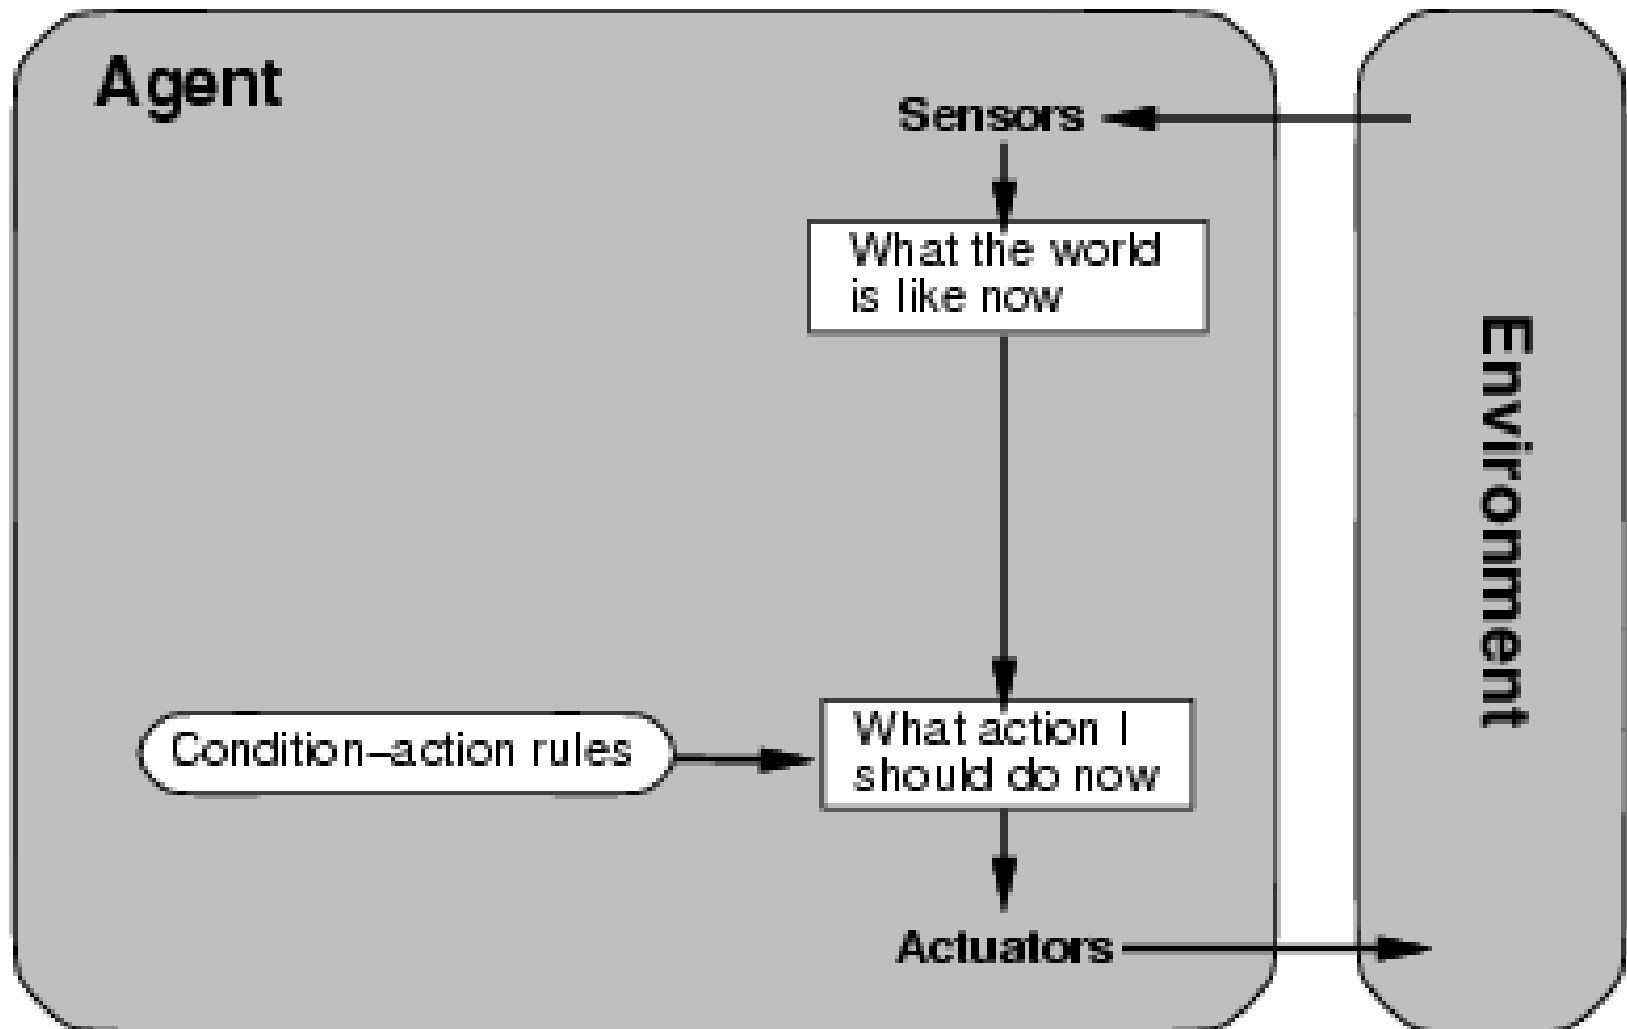 Agent
Sensors
What the world
is like now
Environment
Condition–action rules
What action I
should do now
Actuators